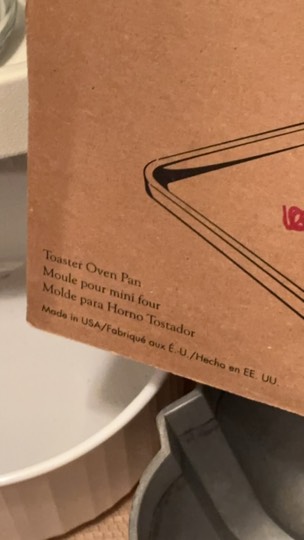 Toaster Oven Pan
Moule pour mini four
Molde para Horno Tostador
Made in USA/Fabriqué aux É.-U./Hecho en EE. UU.